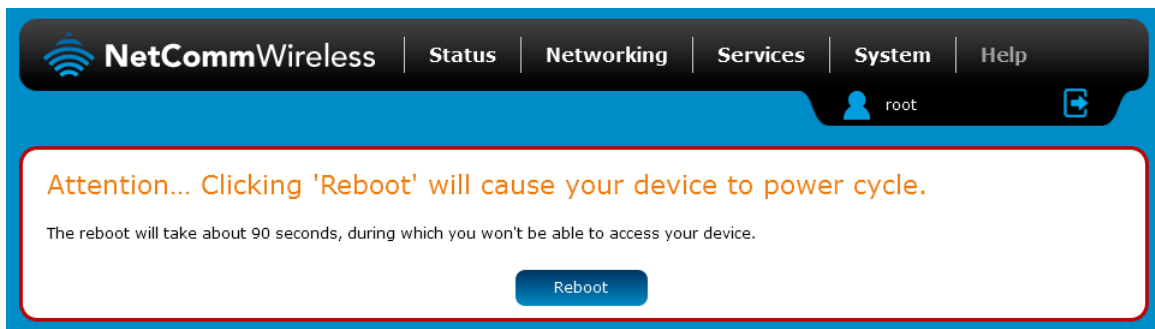 NetCommWireless Status Networking Services System Help
root
Attention... Clicking 'Reboot' will cause your device to power cycle.
The reboot will take about 90 seconds, during which you won't be able to access your device.
Reboot